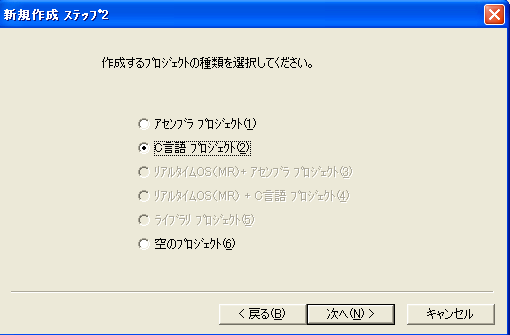 新規作成 ステップ2
作成するプロジェクトの種類を選択してください。
アセンブラ プロジェクト(1)
C言語 プロジェクト(2)
リアルタイムOS(MR)+ アセンブラ プロジェクト(3)
リアルタイムOS(MR) + C言語 プロジェクト(4)
ライブラリ プロジェクト(5)
空のプロジェクト(6)
< 戻る(B) 次へ(N) > キャンセル